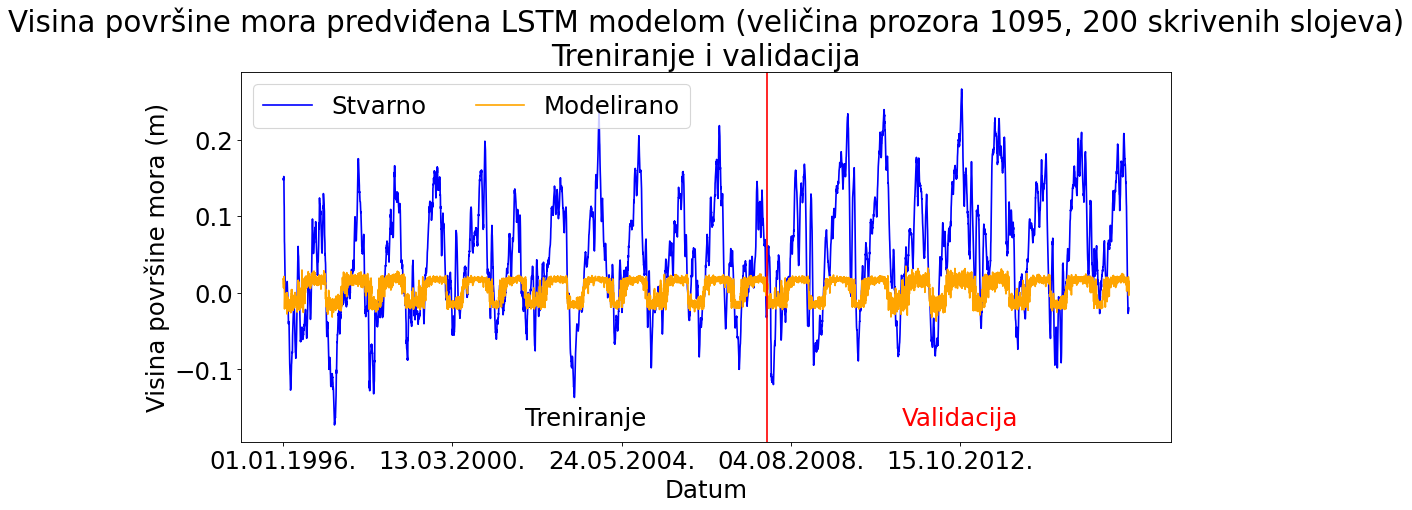 Visina površine mora predviđena LSTM modelom (veličina prozora 1095, 200 skrivenih slojeva)
Treniranje i validacija
Stvarno
Modelirano
Visina površine mora (m)
0.2
0.1
0.0
−0.1
Treniranje
Validacija
01.01.1996.
13.03.2000.
24.05.2004.
04.08.2008.
15.10.2012.
Datum